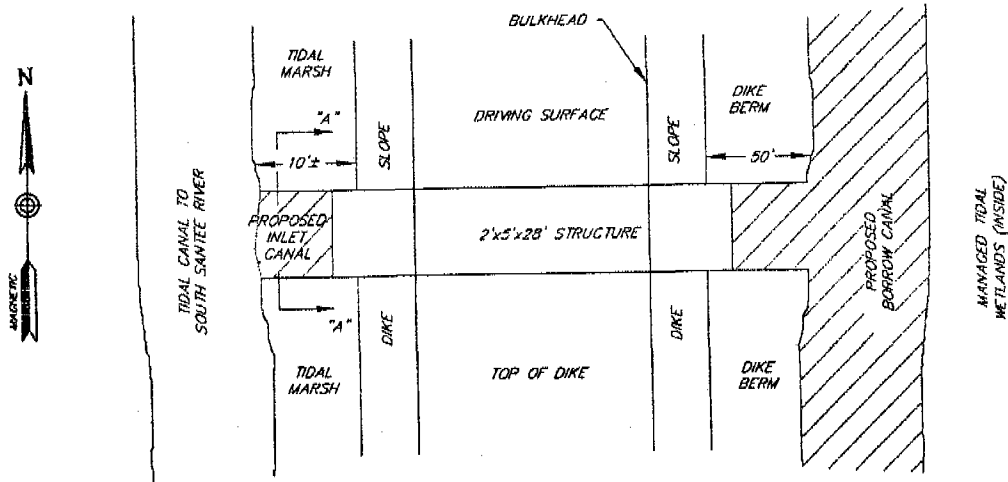 BULKHEAD
N
TIDAL
MARSH
DIKE
BERM
"A"
SLOPE
DRIVING SURFACE
SLOPE
10'±
50'
PROPOSED
INLET
CANAL
2'x5'x28' STRUCTURE
TIDAL CANAL TO
SOUTH SANTEE RIVER
PROPOSED
BORROW CANAL
MANAGED TIDAL
WETLANDS (INSIDE)
MAGNETIC
"A"
DIKE
DIKE
TIDAL
MARSH
TOP OF DIKE
DIKE
BERM